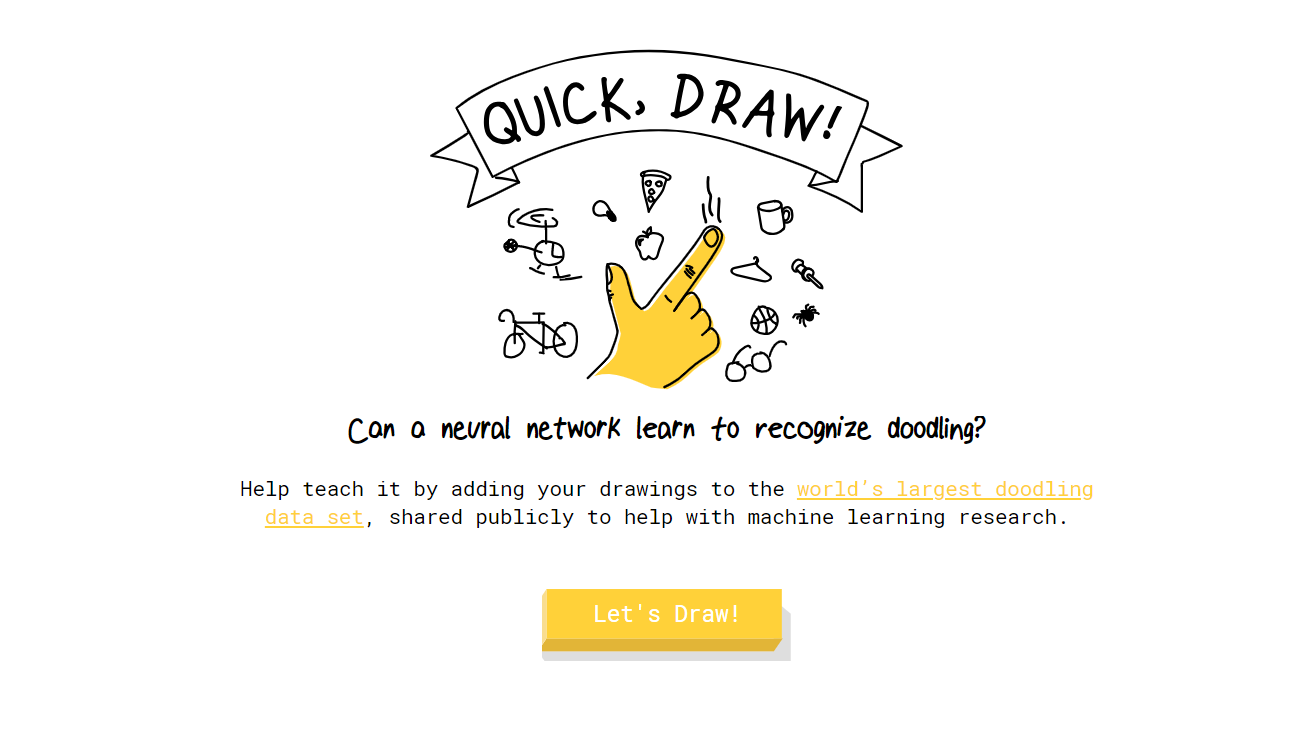 QUICK, DRAW!
Can a neural network learn to recognize doodling?
Help teach it by adding your drawings to the world's largest doodling
data set, shared publicly to help with machine learning research.
Let's Draw!